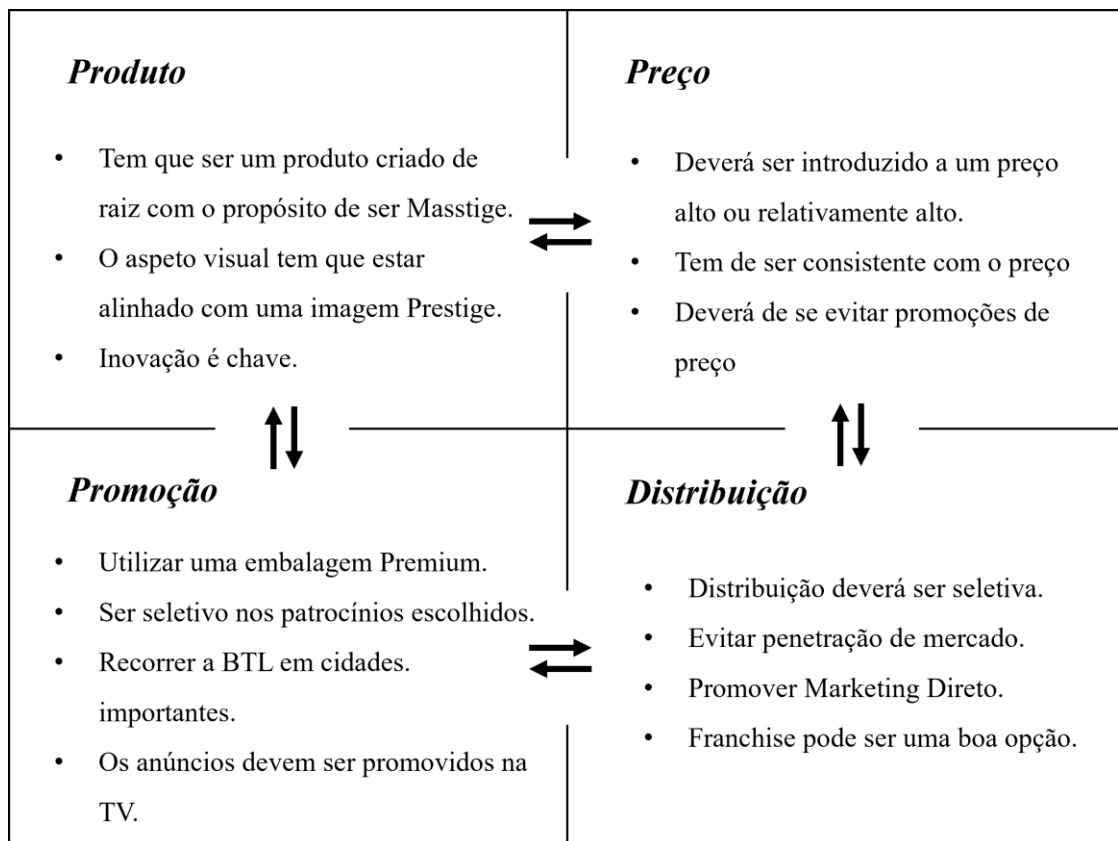 Produto
• Tem que ser um produto criado de
raiz com o propósito de ser Masstige.
• O aspeto visual tem que estar
alinhado com uma imagem Prestige.
• Inovação é chave.
Preço
• Deverá ser introduzido a um preço
alto ou relativamente alto.
• Tem de ser consistente com o preço
• Deverá de se evitar promoções de
preço
Promoção
• Utilizar uma embalagem Premium.
• Ser seletivo nos patrocínios escolhidos.
• Recorrer a BTL em cidades.
importantes.
• Os anúncios devem ser promovidos na
TV.
Distribuição
• Distribuição deverá ser seletiva.
• Evitar penetração de mercado.
• Promover Marketing Direto.
• Franchise pode ser uma boa opção.